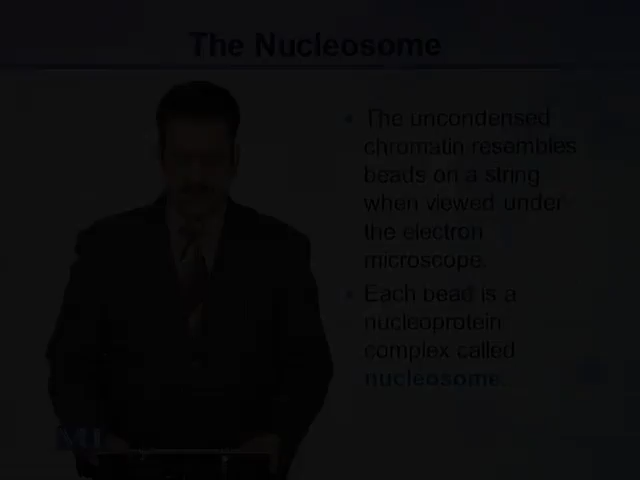 The Nucleosome
The uncondensed
chromatin resembles
beads on a string
when viewed under
the electron
microscope.
Each bead is a
nucleoprotein
complex called
nucleosome.